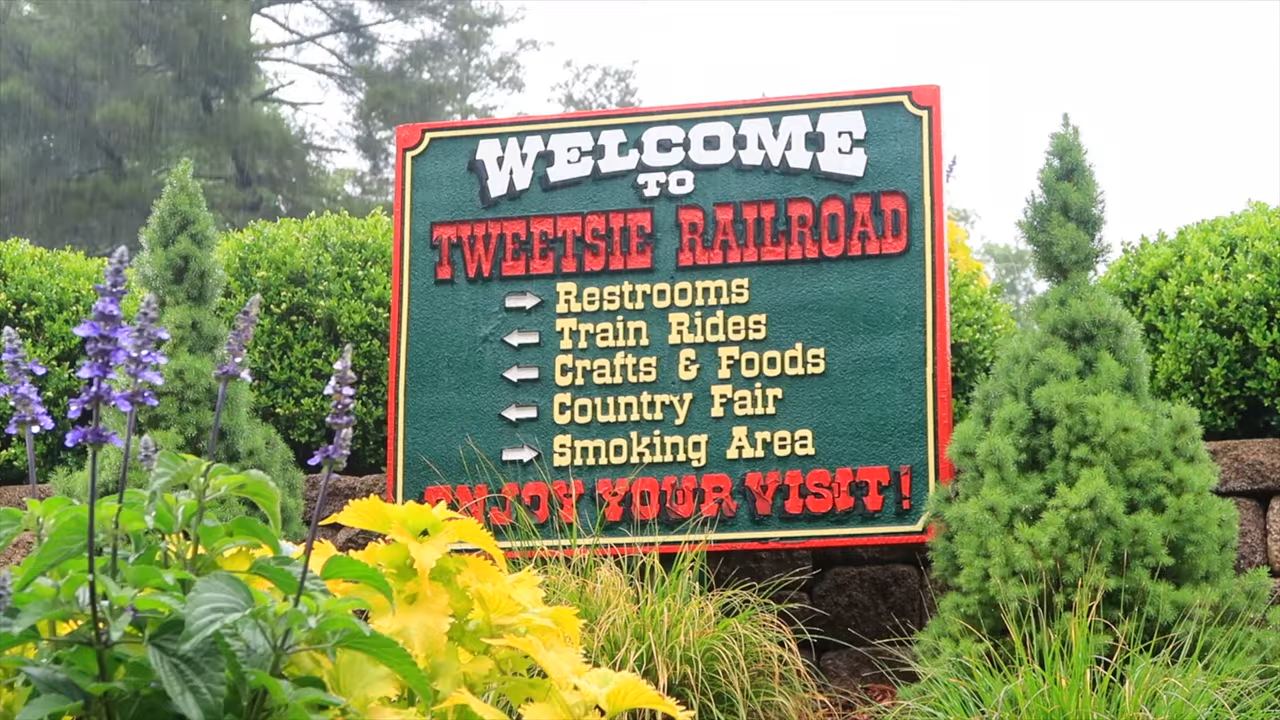 WELCOME
TO
TWEETSIE RAILROAD
Restrooms
Train Rides
Crafts & Foods
Country Fair
Smoking Area
ENJOY YOUR VISIT!